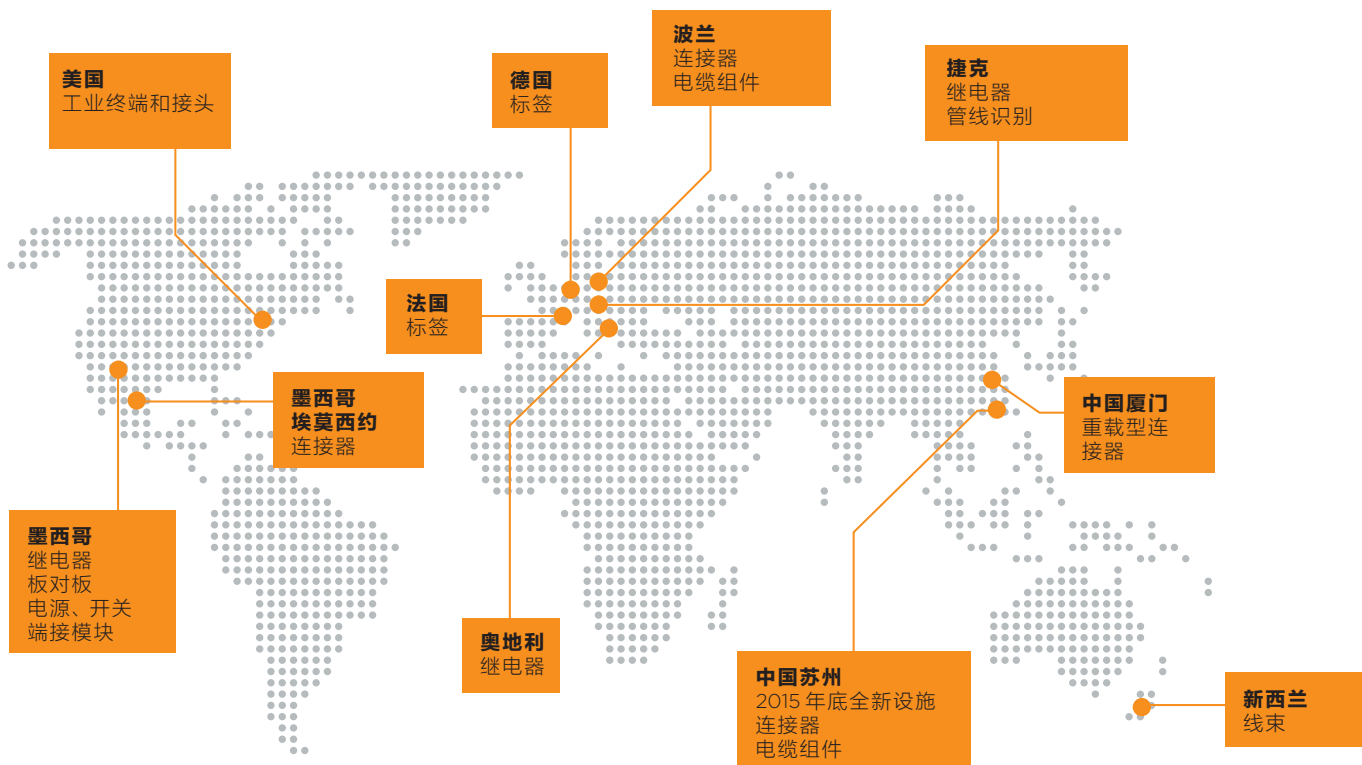 美国
工业终端和接头
德国
标签
波兰
连接器
电缆组件
捷克
继电器
管线识别
法国
标签
墨西哥
埃莫西约
连接器
中国厦门
重载型连
接器
墨西哥
继电器
板对板
电源、开关
端接模块
奥地利
继电器
中国苏州
2015 年底全新设施
连接器
电缆组件
新西兰
线束